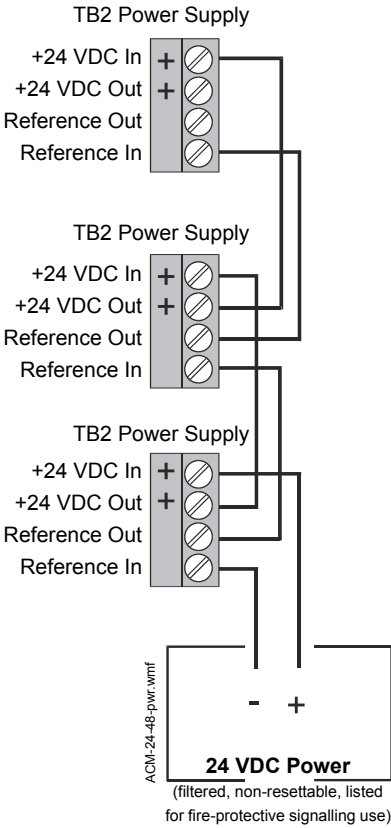 TB2 Power Supply
+24 VDC In +
+24 VDC Out +
Reference Out
Reference In
TB2 Power Supply
+24 VDC In +
+24 VDC Out +
Reference Out
Reference In
TB2 Power Supply
+24 VDC In +
+24 VDC Out +
Reference Out
Reference In
ACM-24-48-pwr.wmf
- +
24 VDC Power
(filtered, non-resettable, listed
for fire-protective signalling use)